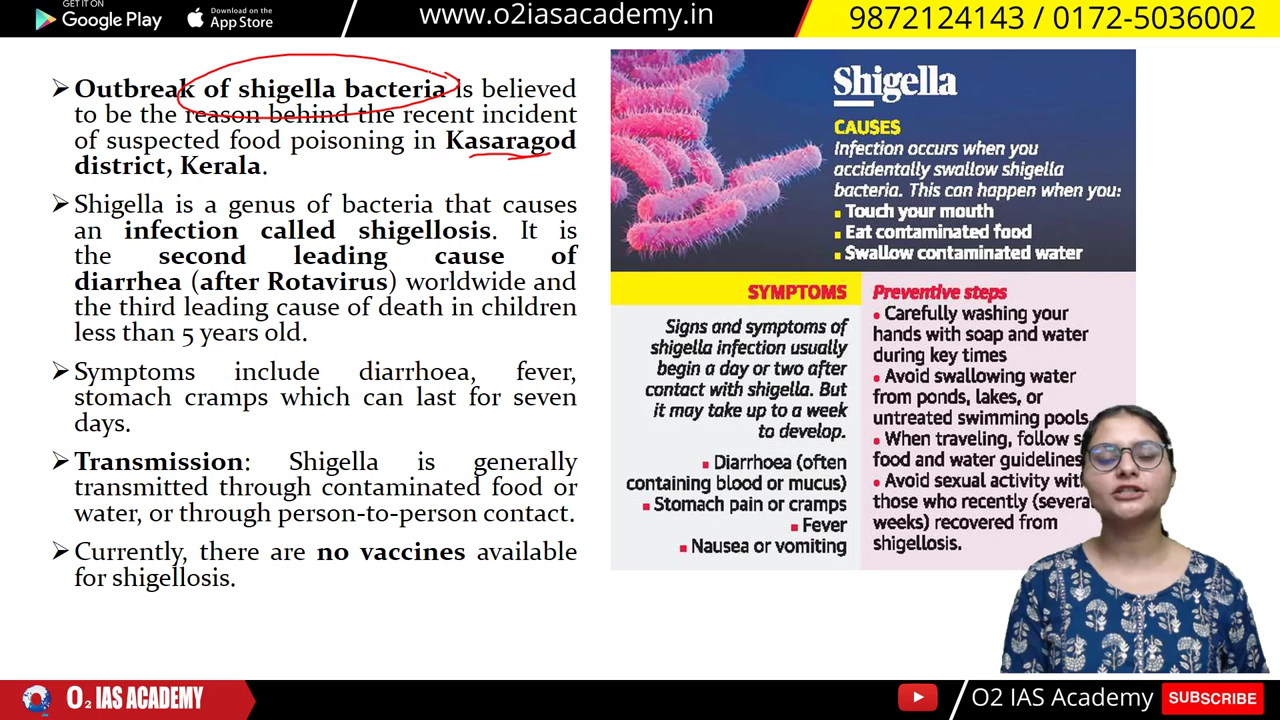 GET IT ON
Google Play
Download on the
App Store
www.o2iasacademy.in
9872124143 / 0172-5036002
Outbreak of shigella bacteria is believed
to be the reason behind the recent incident
of suspected food poisoning in Kasaragod
district, Kerala.
Shigella is a genus of bacteria that causes
an infection called shigellosis. It is
the second leading cause of
diarrhea (after Rotavirus) worldwide and
the third leading cause of death in children
less than 5 years old.
Symptoms include diarrhoea, fever,
stomach cramps which can last for seven
days.
Transmission: Shigella is generally
transmitted through contaminated food or
water, or through person-to-person contact.
Currently, there are no vaccines available
for shigellosis.
Shigella
CAUSES
Infection occurs when you
accidentally swallow shigella
bacteria. This can happen when you:
Touch your mouth
Eat contaminated food
Swallow contaminated water
SYMPTOMS
Signs and symptoms of
shigella infection usually
begin a day or two after
contact with shigella. But
it may take up to a week
to develop.
Diarrhoea (often
containing blood or mucus)
Stomach pain or cramps
Fever
Nausea or vomiting
Preventive steps
Carefully washing your
hands with soap and water
during key times
Avoid swallowing water
from ponds, lakes, or
untreated swimming pools
When traveling, follow
food and water guidelines
Avoid sexual activity
those who recently
weeks) recovered from
shigellosis.
O2 IAS ACADEMY
O2 IAS Academy
SUBSCRIBE